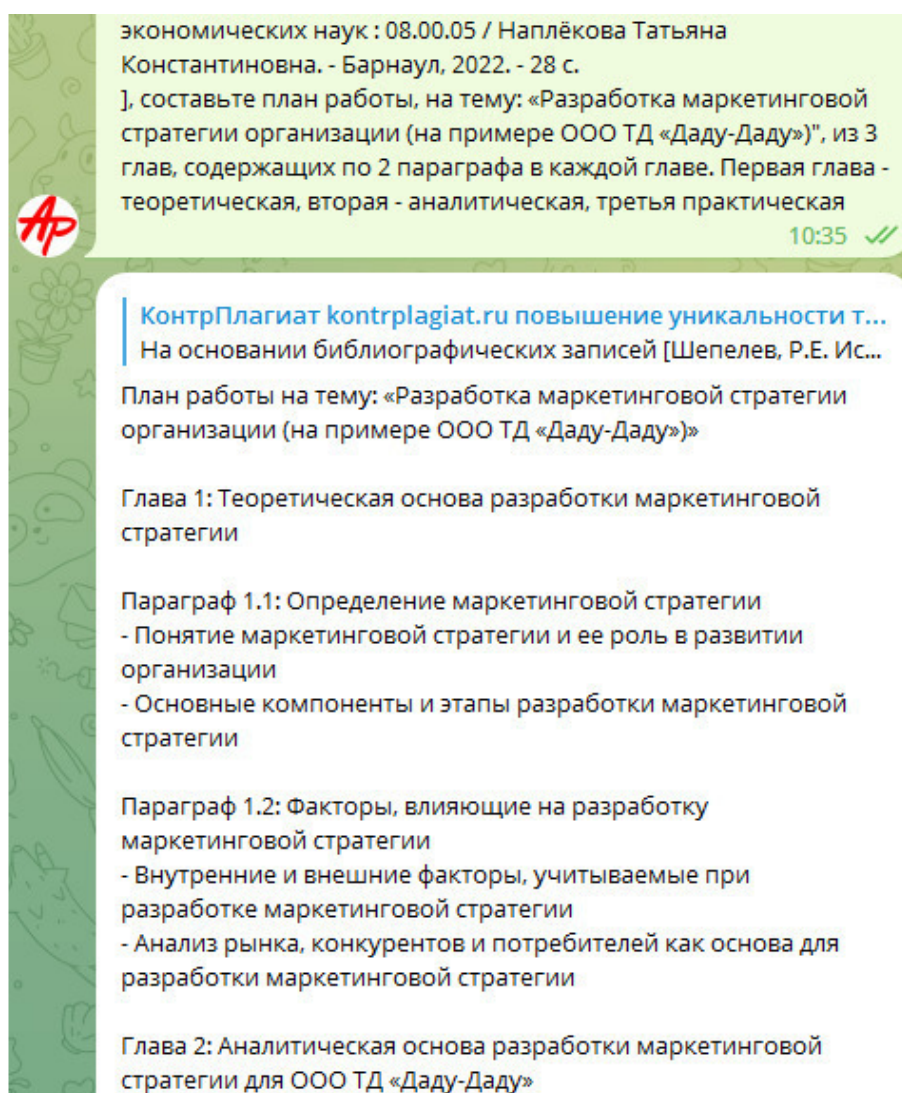 экономических наук : 08.00.05 / Наплёкова Татьяна
Константиновна. - Барнаул, 2022. - 28 с.
], составьте план работы, на тему: «Разработка маркетинговой
стратегии организации (на примере ООО ТД «Даду-Даду»)", из 3
глав, содержащих по 2 параграфа в каждой главе. Первая глава -
теоретическая, вторая - аналитическая, третья практическая
Ар
10:35
КонтрПлагиат kontrplagiat.ru повышение уникальности т...
На основании библиографических записей [Шепелев, Р.Е. Ис...
План работы на тему: «Разработка маркетинговой стратегии
организации (на примере ООО ТД «Даду-Даду»)»
Глава 1: Теоретическая основа разработки маркетинговой
стратегии
Параграф 1.1: Определение маркетинговой стратегии
- Понятие маркетинговой стратегии и ее роль в развитии
организации
- Основные компоненты и этапы разработки маркетинговой
стратегии
Параграф 1.2: Факторы, влияющие на разработку
маркетинговой стратегии
- Внутренние и внешние факторы, учитываемые при
разработке маркетинговой стратегии
- Анализ рынка, конкурентов и потребителей как основа для
разработки маркетинговой стратегии
Глава 2: Аналитическая основа разработки маркетинговой
стратегии для ООО ТД «Даду-Даду»